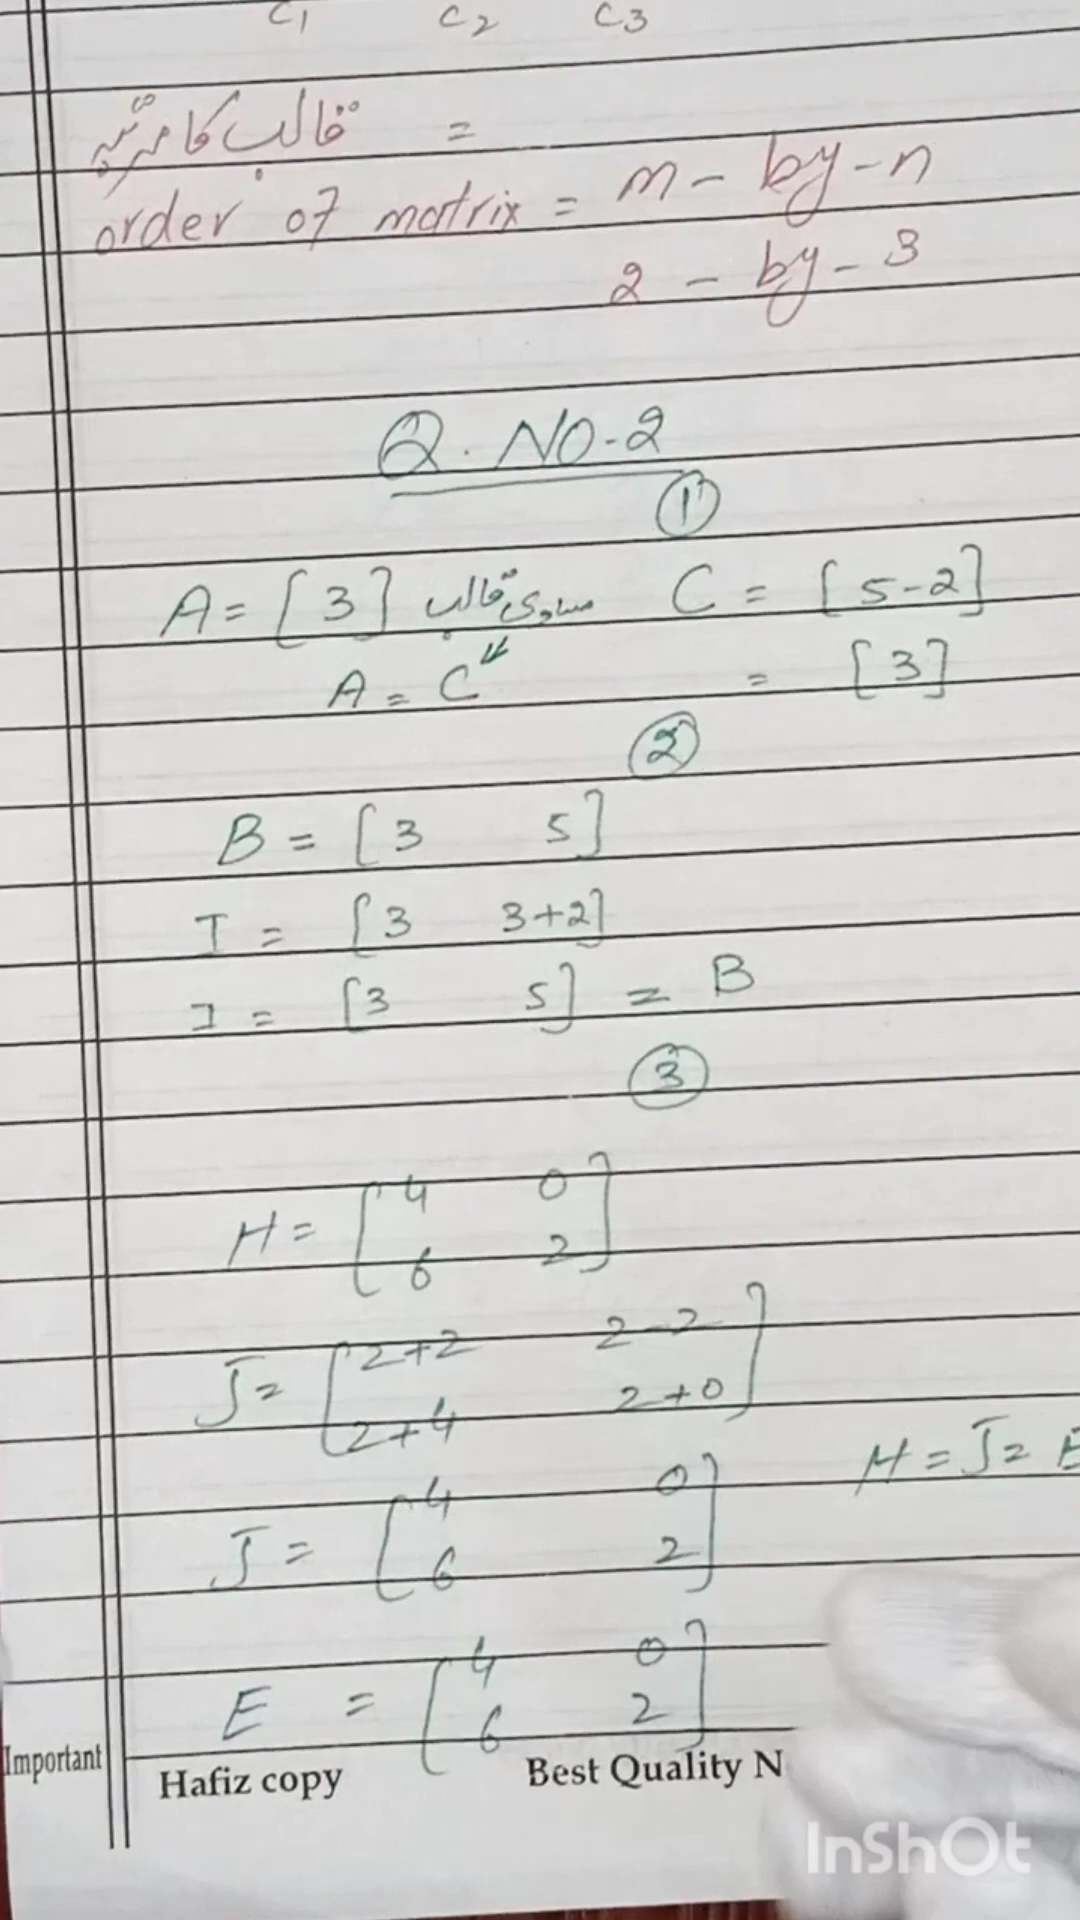 C1 C2 C3
قالب کا مرتبہ =
order of matrix = m - by - n
2 - by - 3
Q. NO-2
1
A = [ 3 ] مساوی قالب C = [ 5-2 ]
A = C = [ 3 ]
2
B = [ 3 5 ]
I = [ 3 3+2 ]
I = [ 3 5 ] = B
3
H = [ 4 0
6 2 ]
J = [ 2+2 2-2
2+4 2+0 ]
H = J = E
J = [ 4 0
6 2 ]
E = [ 4 0
6 2 ]
Important
Hafiz copy Best Quality N
InShOt